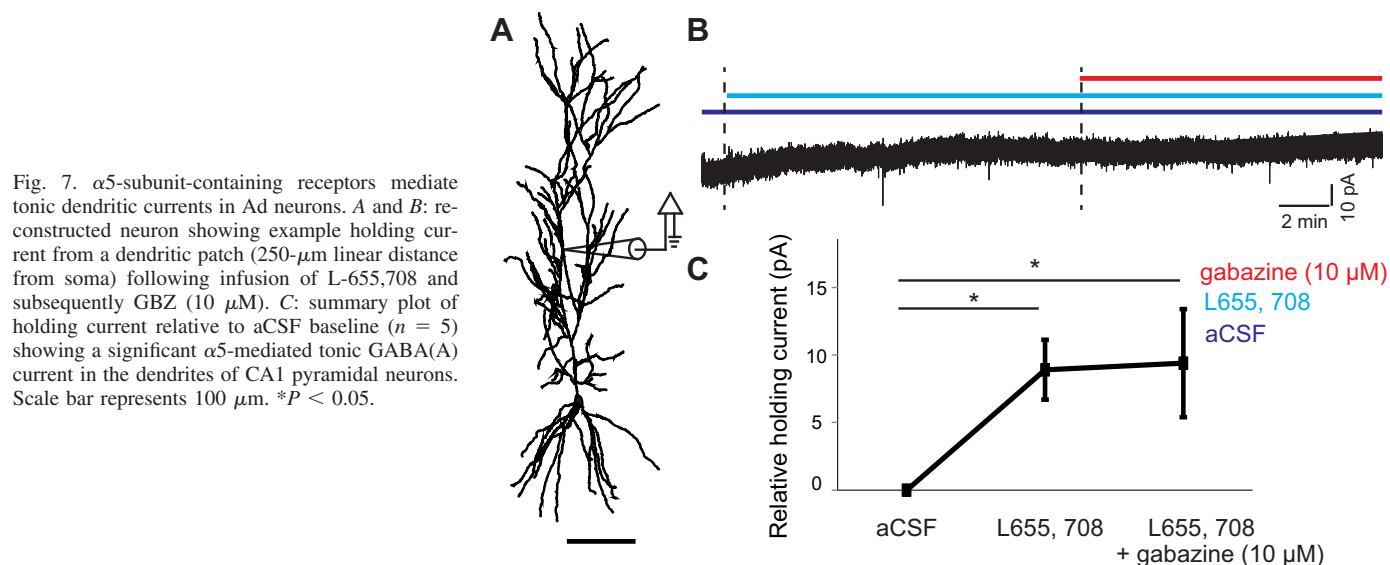 Fig. 7. α5-subunit-containing receptors mediate
tonic dendritic currents in Ad neurons. A and B: re-
constructed neuron showing example holding cur-
rent from a dendritic patch (250-μm linear distance
from soma) following infusion of L-655,708 and
subsequently GBZ (10 μM). C: summary plot of
holding current relative to aCSF baseline (n = 5)
showing a significant α5-mediated tonic GABA(A)
current in the dendrites of CA1 pyramidal neurons.
Scale bar represents 100 μm. *P < 0.05.
A
B
10 pA
2 min
C
Relative holding current (pA)
15
10
5
0
*
*
gabazine (10 μM)
L655, 708
aCSF
aCSF
L655, 708
L655, 708
+ gabazine (10 μM)